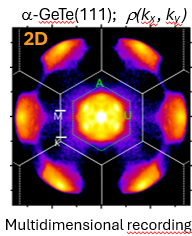 α-GeTe(111); ρ(kx, ky)
2D
A
M
U
K
Multidimensional recording